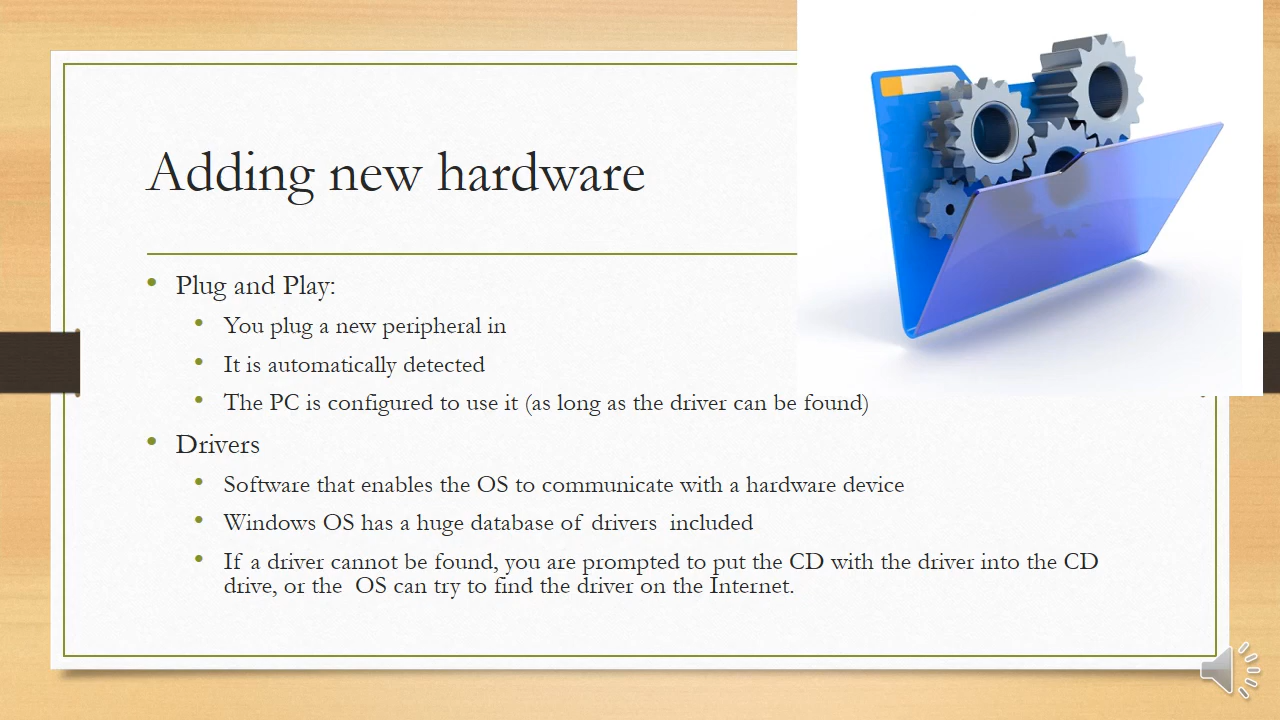 Adding new hardware
• Plug and Play:
• You plug a new peripheral in
• It is automatically detected
• The PC is configured to use it (as long as the driver can be found)
• Drivers
• Software that enables the OS to communicate with a hardware device
• Windows OS has a huge database of drivers  included
• If a driver cannot be found, you are prompted to put the CD with the driver into the CD
drive, or the  OS can try to find the driver on the Internet.